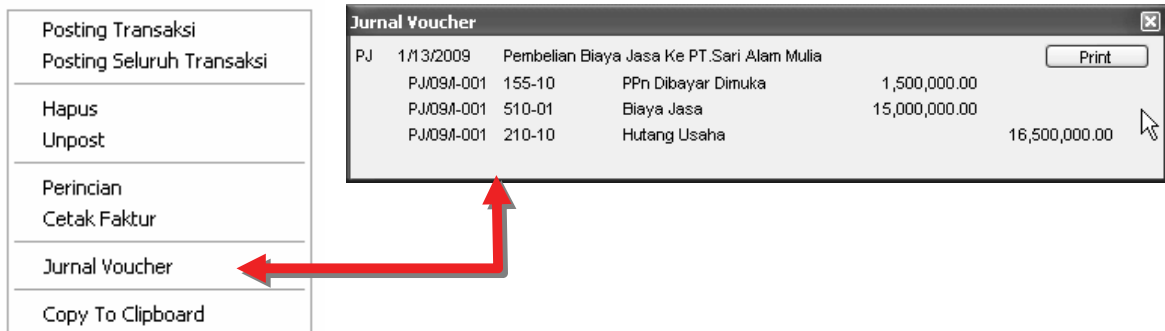 Posting Transaksi
Posting Seluruh Transaksi
Hapus
Unpost
Perincian
Cetak Faktur
Jurnal Voucher
Copy To Clipboard
Jurnal Voucher
PJ 1/13/2009 Pembelian Biaya Jasa Ke PT.Sari Alam Mulia Print
PJ/09/I-001 155-10 PPn Dibayar Dimuka 1,500,000.00
PJ/09/I-001 510-01 Biaya Jasa 15,000,000.00
PJ/09/I-001 210-10 Hutang Usaha 16,500,000.00